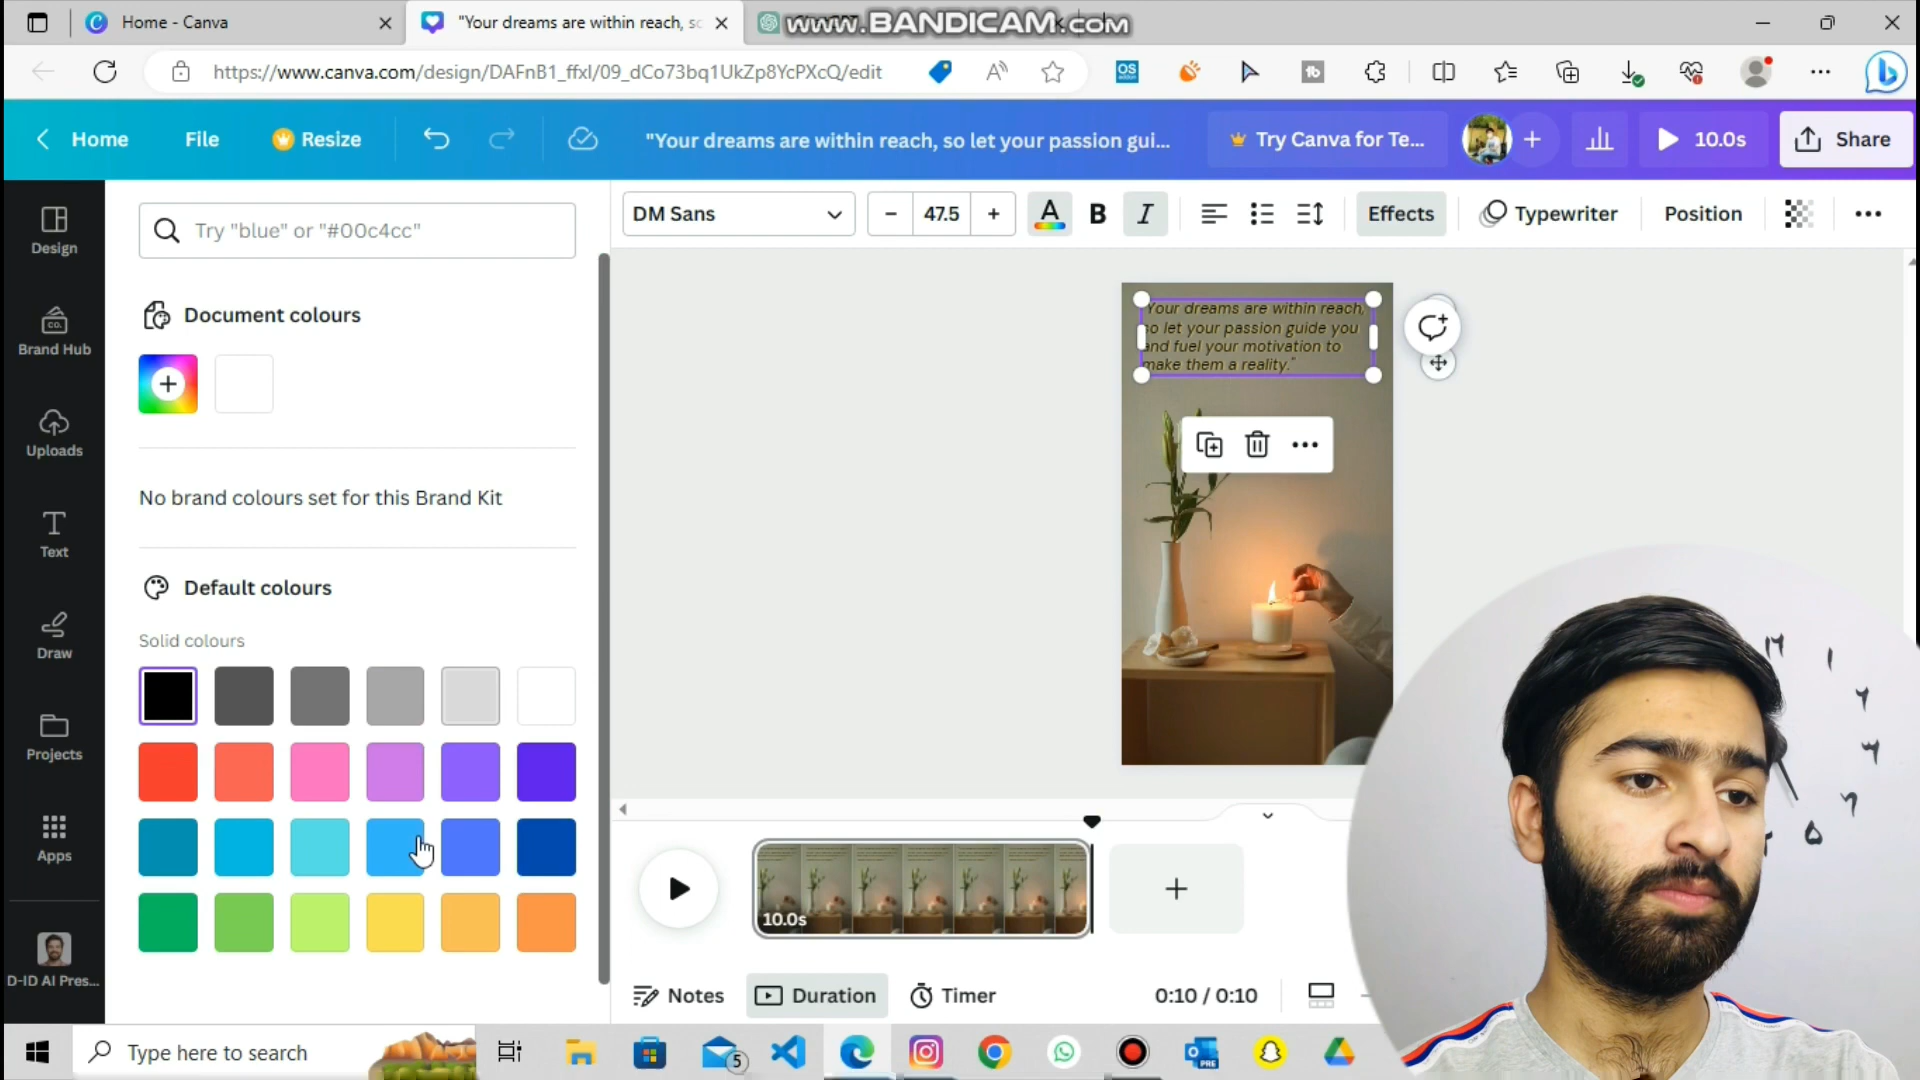 Home - Canva
"Your dreams are within reach, so
www.BANDICAM.com
https://www.canva.com/design/DAFnB1_ffxI/09_dCo73bq1UkZp8YcPXcQ/edit
Home
File
Resize
"Your dreams are within reach, so let your passion gui...
Try Canva for Te...
10.0s
Share
Design
Brand Hub
Uploads
Text
Draw
Projects
Apps
D-ID AI Pres...
Try "blue" or "#00c4cc"
Document colours
No brand colours set for this Brand Kit
Default colours
Solid colours
DM Sans
47.5
Effects
Typewriter
Position
Your dreams are within reach,
so let your passion guide you
and fuel your motivation to
make them a reality."
10.0s
Notes
Duration
Timer
0:10 / 0:10
Type here to search
5